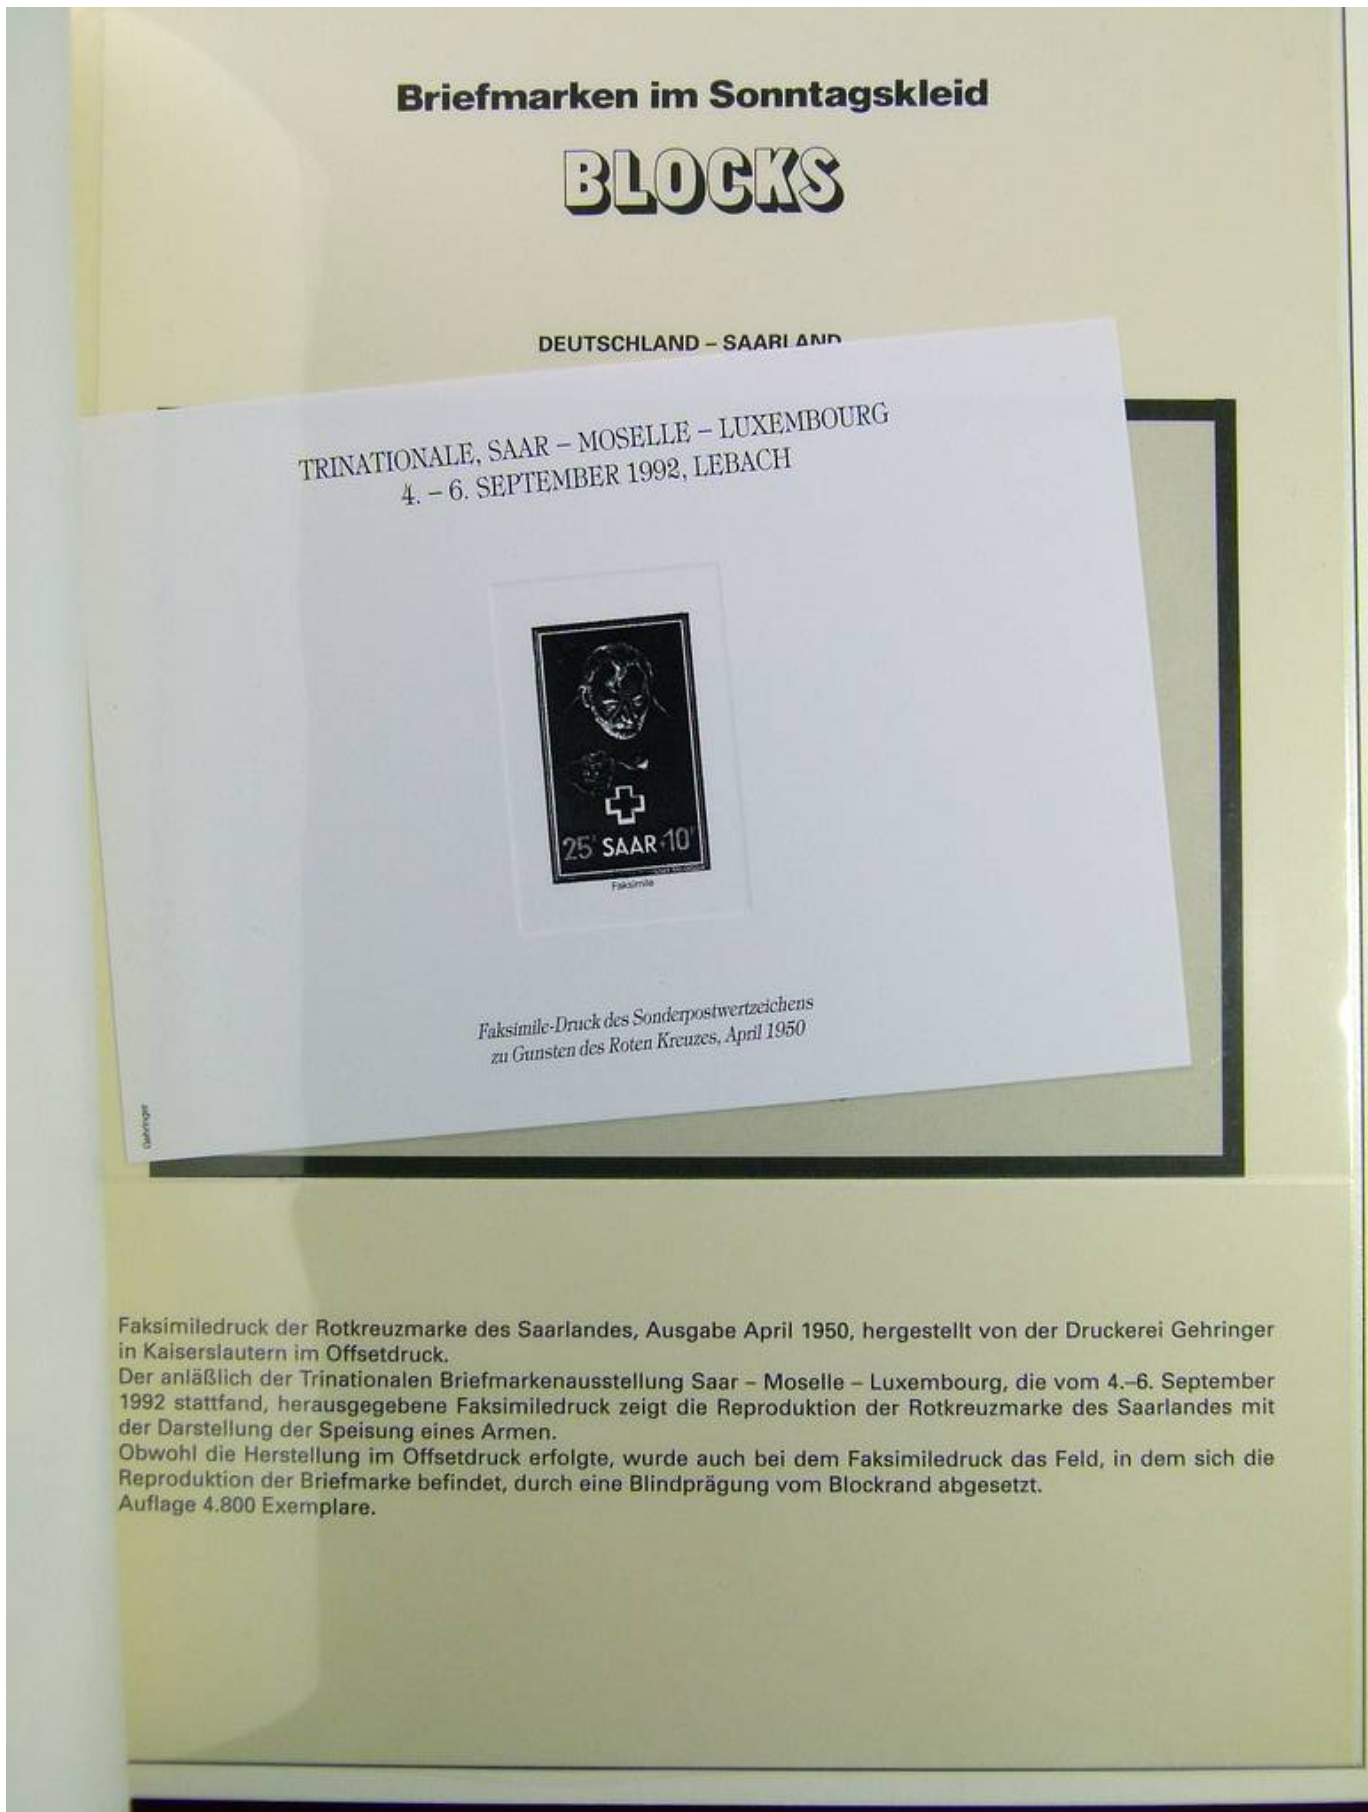 Briefmarken im Sonntagskleid
BLOCKS
DEUTSCHLAND – SAARLAND
TRINATIONALE, SAAR – MOSELLE – LUXEMBOURG
4. – 6. SEPTEMBER 1992, LEBACH
25F SAAR+10F
Faksimile
Faksimile-Druck des Sonderpostwertzeichens
zu Gunsten des Roten Kreuzes, April 1950
Gehringer
Faksimiledruck der Rotkreuzmarke des Saarlandes, Ausgabe April 1950, hergestellt von der Druckerei Gehringer
in Kaiserslautern im Offsetdruck.
Der anläßlich der Trinationalen Briefmarkenausstellung Saar – Moselle – Luxembourg, die vom 4.–6. September
1992 stattfand, herausgegebene Faksimiledruck zeigt die Reproduktion der Rotkreuzmarke des Saarlandes mit
der Darstellung der Speisung eines Armen.
Obwohl die Herstellung im Offsetdruck erfolgte, wurde auch bei dem Faksimiledruck das Feld, in dem sich die
Reproduktion der Briefmarke befindet, durch eine Blindprägung vom Blockrand abgesetzt.
Auflage 4.800 Exemplare.